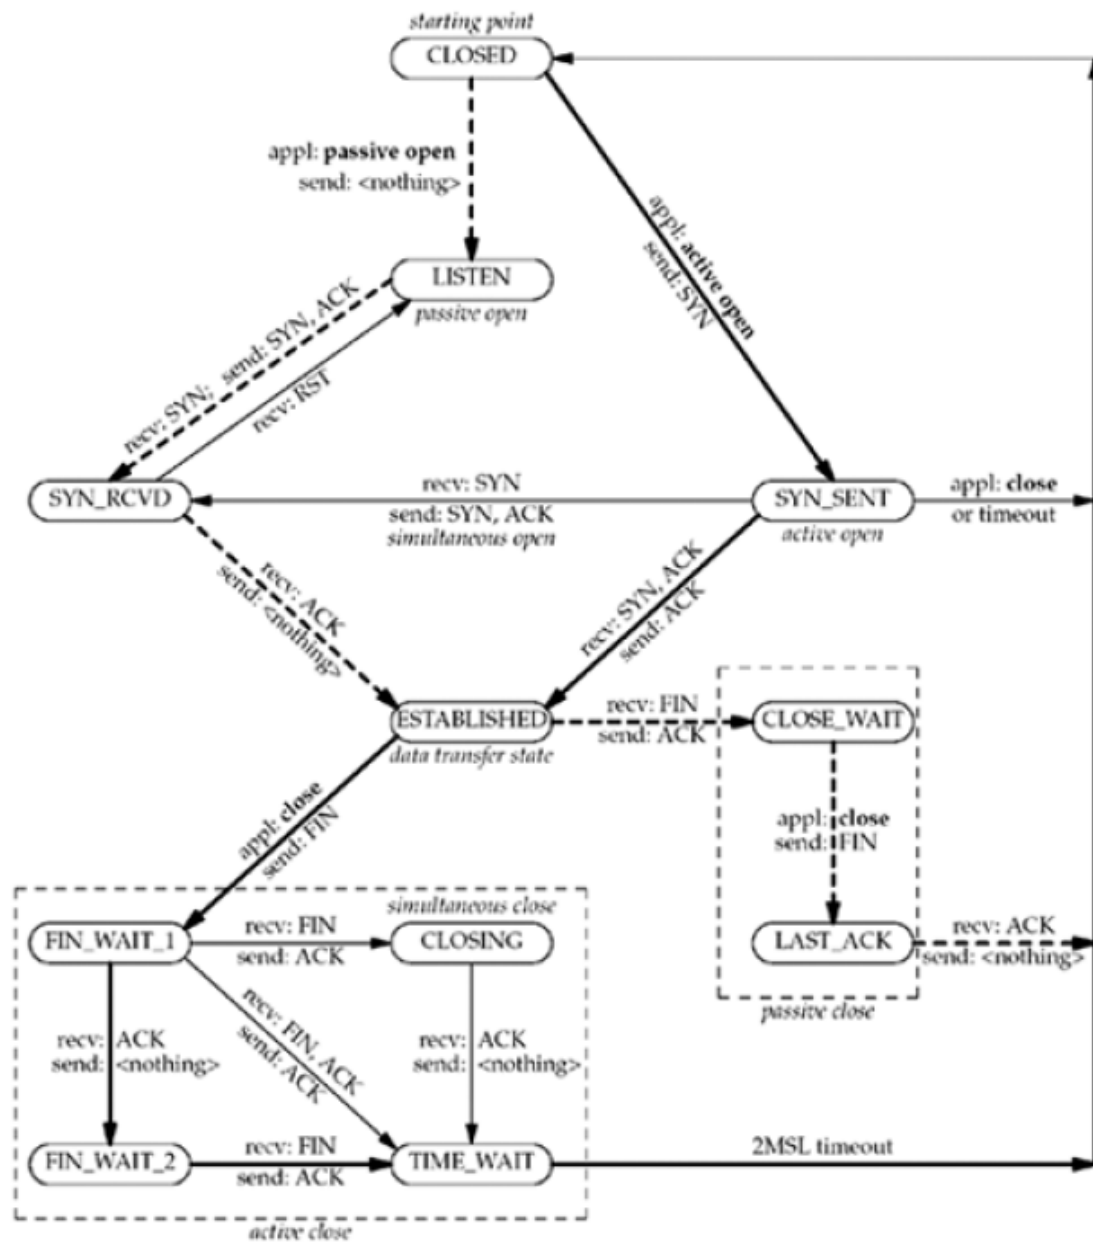 starting point
CLOSED
appl: passive open
send: <nothing>
appl: active open
send: SYN
LISTEN
passive open
recv: SYN; send: SYN, ACK
recv: RST
SYN_RCVD
recv: SYN
send: SYN, ACK
simultaneous open
SYN_SENT
active open
appl: close
or timeout
recv: ACK
send: <nothing>
recv: SYN, ACK
send: ACK
ESTABLISHED
data transfer state
recv: FIN
send: ACK
CLOSE_WAIT
appl: close
send: FIN
appl: close
send: FIN
simultaneous close
FIN_WAIT_1
recv: FIN
send: ACK
CLOSING
LAST_ACK
recv: ACK
send: <nothing>
passive close
recv: ACK
send: <nothing>
recv: FIN, ACK
send: ACK
recv: ACK
send: <nothing>
FIN_WAIT_2
recv: FIN
send: ACK
TIME_WAIT
2MSL timeout
active close